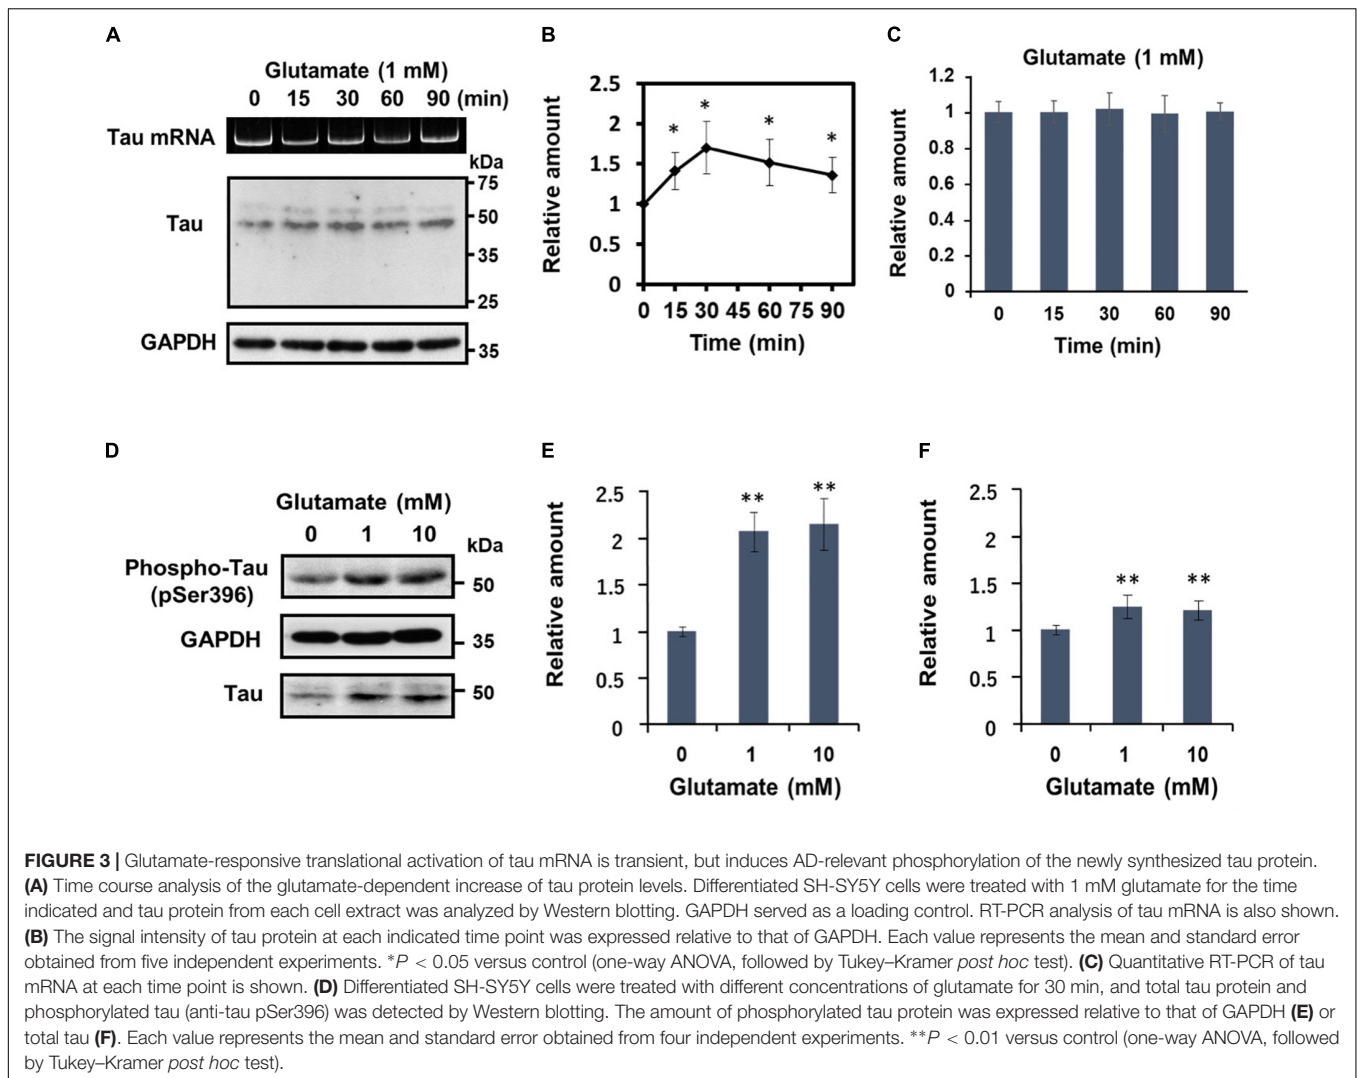 A
Glutamate (1 mM)
0 15 30 60 90 (min)
Tau mRNA
kDa
75
Tau
50
35
25
GAPDH
35
B
Relative amount
2.5
2
1.5
1
0.5
0
* * * *
0 15 30 45 60 75 90
Time (min)
C
Glutamate (1 mM)
Relative amount
1.2
1
0.8
0.6
0.4
0.2
0
0 15 30 60 90
Time (min)
D
Glutamate (mM)
0 1 10
kDa
Phospho-Tau
(pSer396)
50
GAPDH
35
Tau
50
E
Relative amount
2.5
2
1.5
1
0.5
0
** **
0 1 10
Glutamate (mM)
F
Relative amount
2.5
2
1.5
1
0.5
0
** **
0 1 10
Glutamate (mM)
FIGURE 3 | Glutamate-responsive translational activation of tau mRNA is transient, but induces AD-relevant phosphorylation of the newly synthesized tau protein.
(A) Time course analysis of the glutamate-dependent increase of tau protein levels. Differentiated SH-SY5Y cells were treated with 1 mM glutamate for the time
indicated and tau protein from each cell extract was analyzed by Western blotting. GAPDH served as a loading control. RT-PCR analysis of tau mRNA is also shown.
(B) The signal intensity of tau protein at each indicated time point was expressed relative to that of GAPDH. Each value represents the mean and standard error
obtained from five independent experiments. *P < 0.05 versus control (one-way ANOVA, followed by Tukey–Kramer post hoc test). (C) Quantitative RT-PCR of tau
mRNA at each time point is shown. (D) Differentiated SH-SY5Y cells were treated with different concentrations of glutamate for 30 min, and total tau protein and
phosphorylated tau (anti-tau pSer396) was detected by Western blotting. The amount of phosphorylated tau protein was expressed relative to that of GAPDH (E) or
total tau (F). Each value represents the mean and standard error obtained from four independent experiments. **P < 0.01 versus control (one-way ANOVA, followed
by Tukey–Kramer post hoc test).